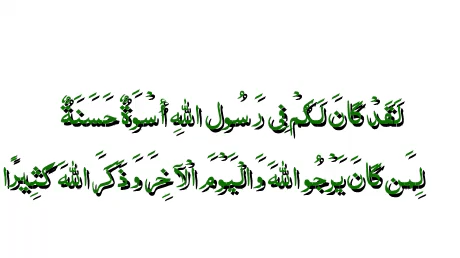 لَقَدْ كَانَ لَكُمْ فِى رَسُولِ اللهِ أُسْوَةٌ حَسَنَةٌ
لِمَن كَانَ يَرْجُو اللهَ وَالْيَوْمَ الْآخِرَ وَذَكَرَ اللهَ كَثِيرًا